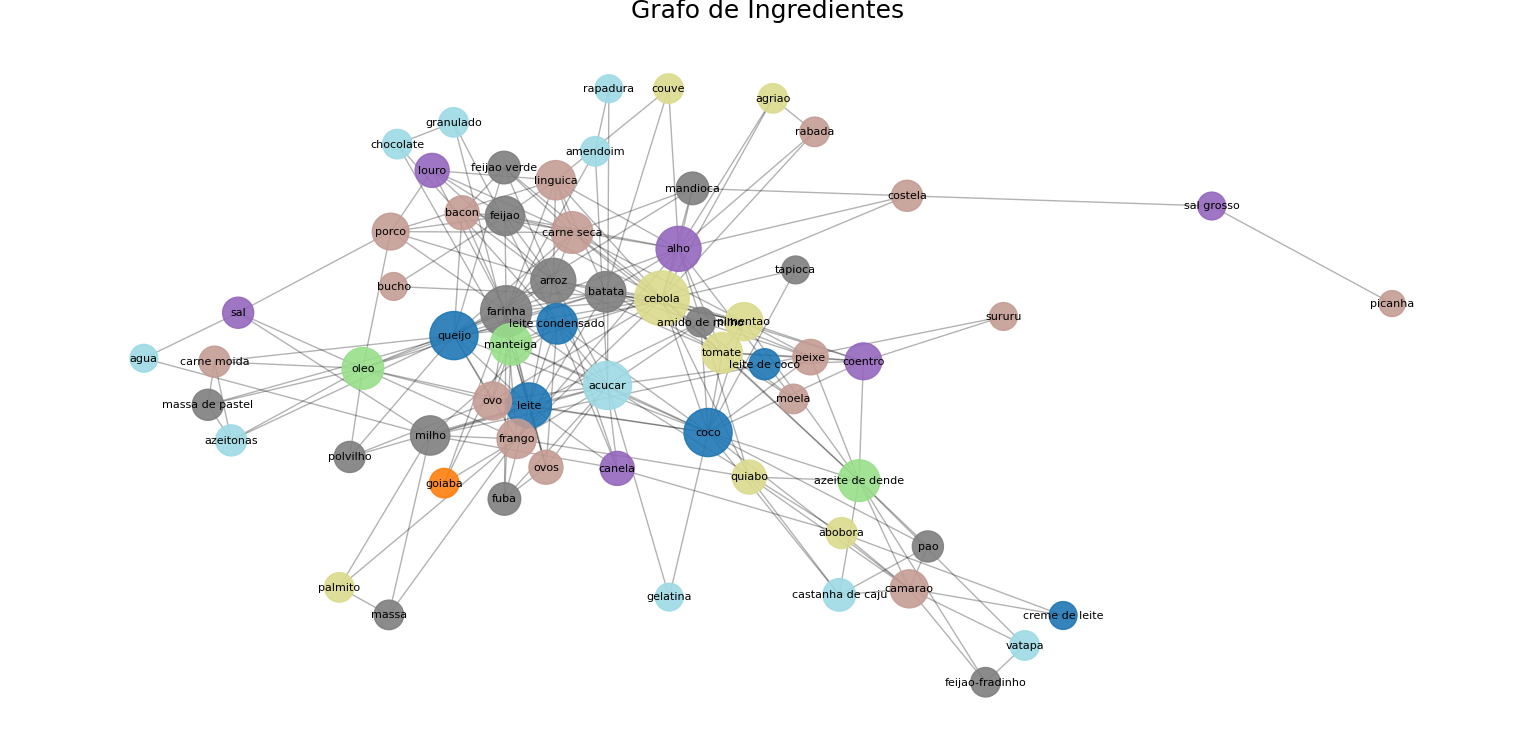 Grafo de Ingredientes
rapadura
couve
agriao
granulado
rabada
chocolate
amendoim
feijao verde
louro
linguica
mandioca
costela
sal grosso
bacon
feijao
porco
carne seca
alho
tapioca
arroz
bucho
batata
cebola
picanha
farinha
sal
sururu
leite condensado
amido de milho
pimentao
queijo
manteiga
tomate
agua
carne moida
peixe
coentro
leite de coco
oleo
acucar
moela
ovo
massa de pastel
leite
coco
milho
frango
azeitonas
polvilho
ovos
canela
quiabo
azeite de dende
goiaba
fuba
abobora
pao
palmito
camarao
castanha de caju
gelatina
massa
creme de leite
vatapa
feijao-fradinho